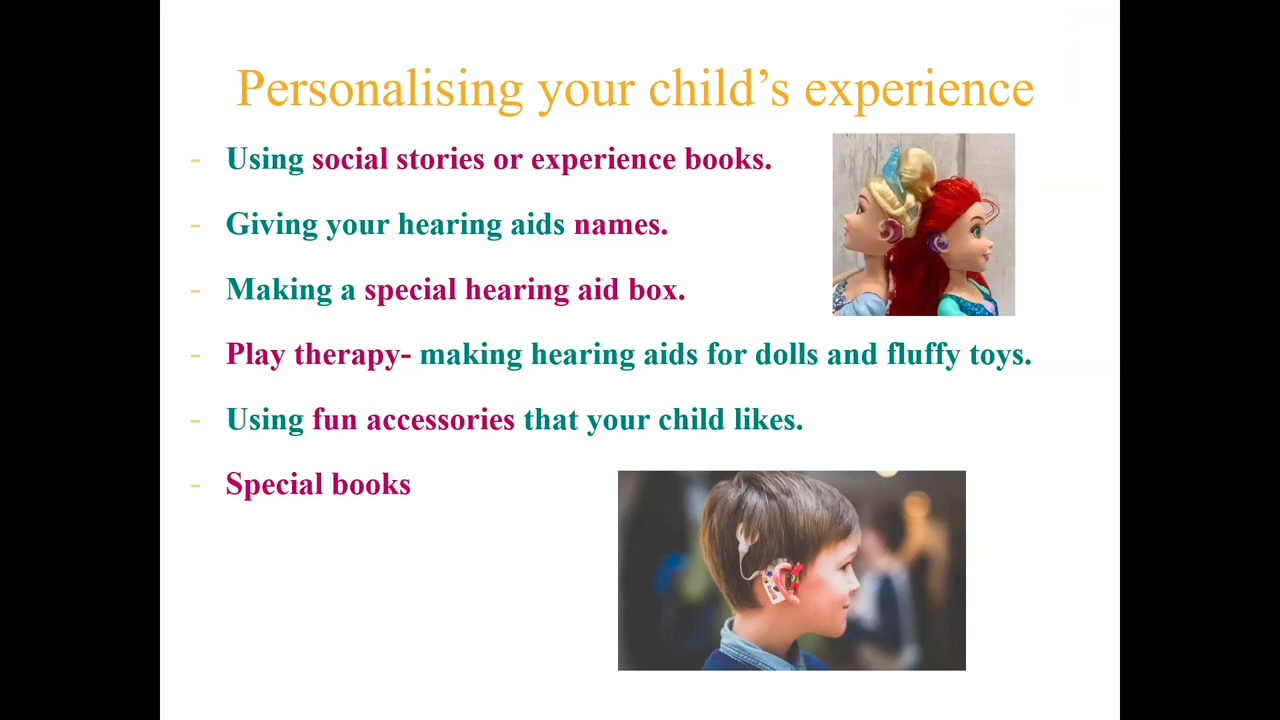 Personalising your child’s experience
- Using social stories or experience books.
- Giving your hearing aids names.
- Making a special hearing aid box.
- Play therapy- making hearing aids for dolls and fluffy toys.
- Using fun accessories that your child likes.
- Special books